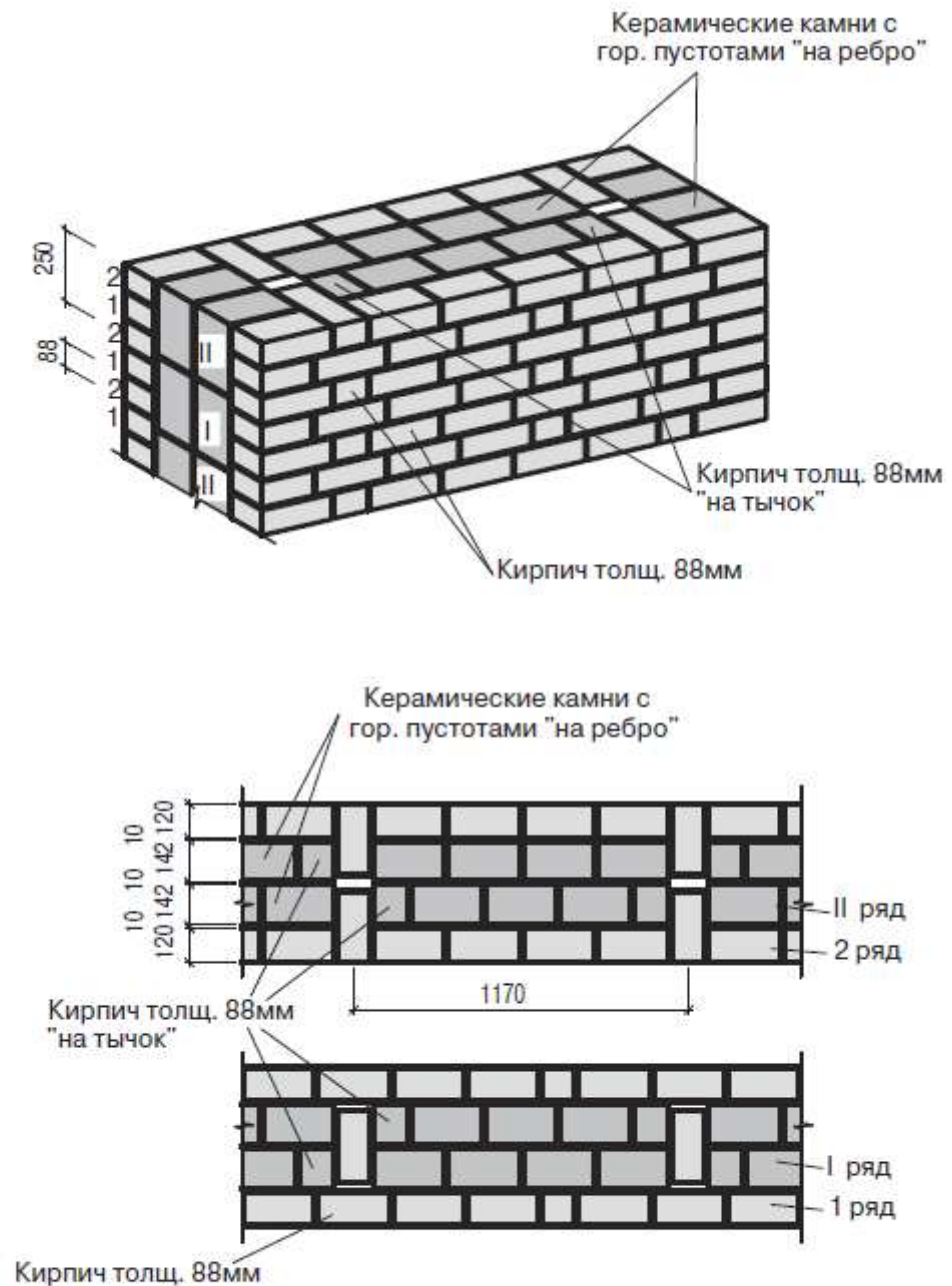 Керамические камни с
гор. пустотами "на ребро"
250
88
2
1
2
1
2
1
II
I
II
Кирпич толщ. 88мм
"на тычок"
Кирпич толщ. 88мм
Керамические камни с
гор. пустотами "на ребро"
120
10
142
10
142
10
120
II ряд
2 ряд
1170
Кирпич толщ. 88мм
"на тычок"
I ряд
1 ряд
Кирпич толщ. 88мм